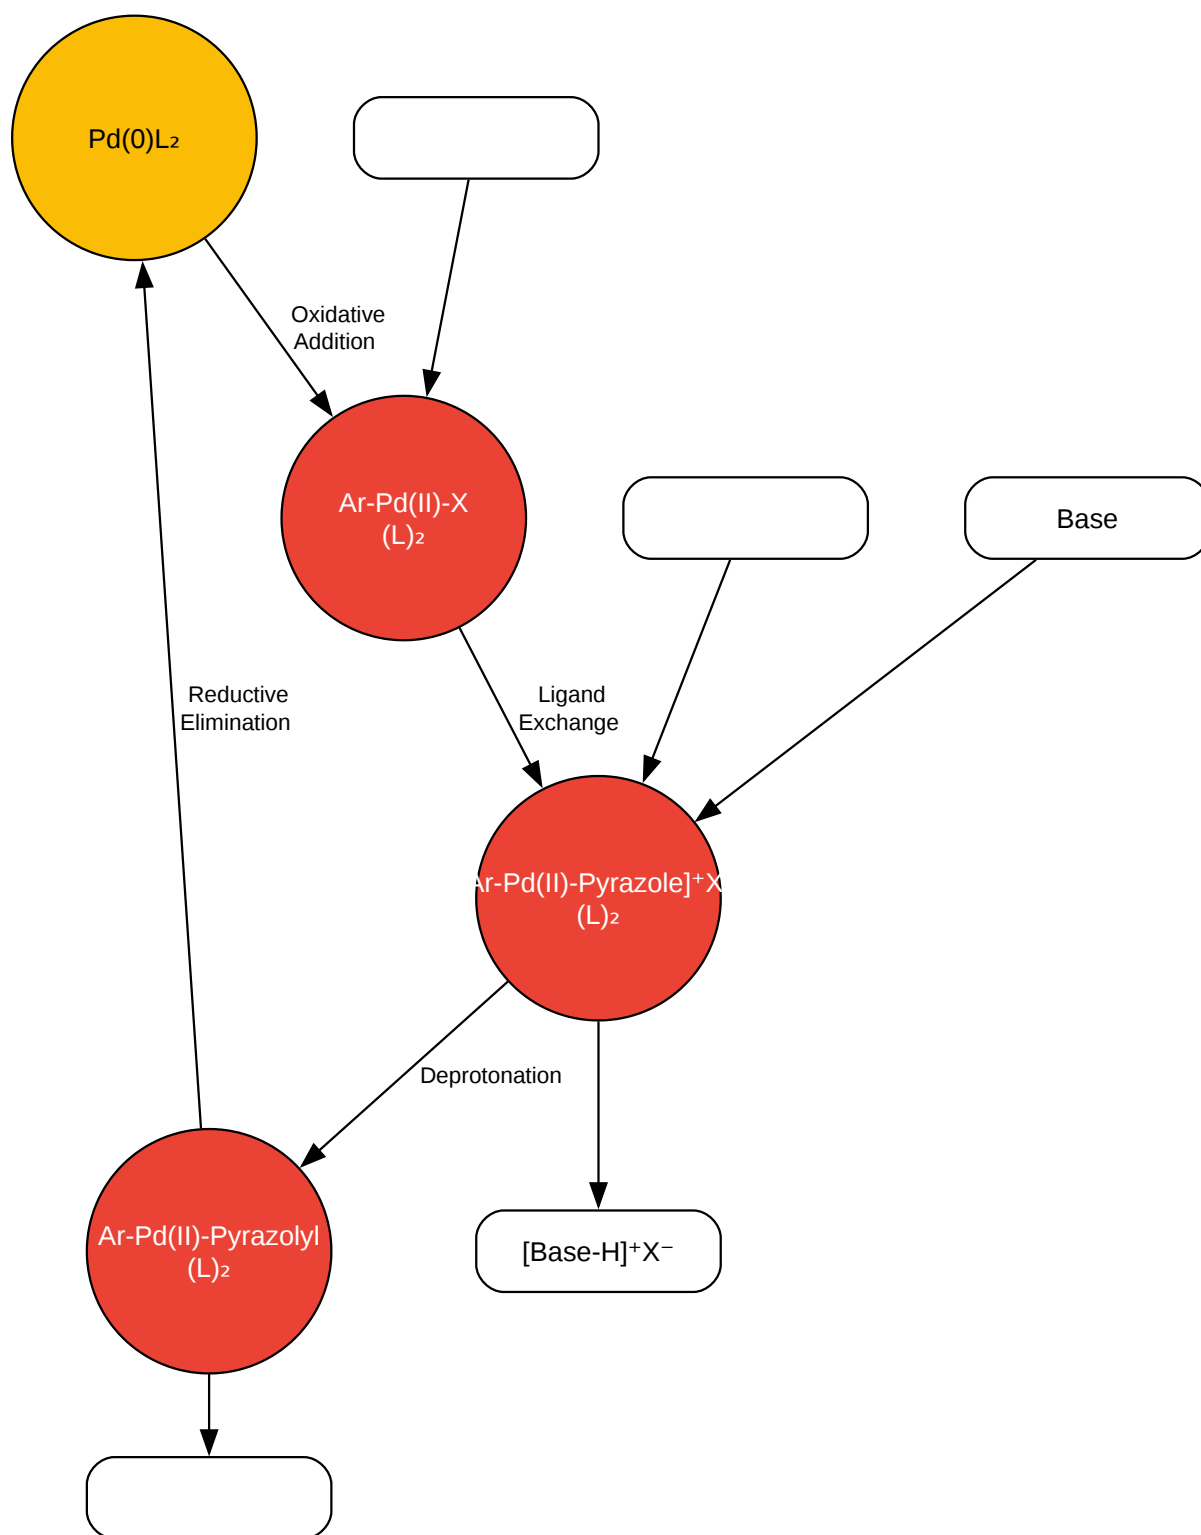 Pd(0)L₂
Oxidative
Addition
Ar-Pd(II)-X
(L)₂
Base
Reductive
Elimination
Ligand
Exchange
Ar-Pd(II)-Pyrazole]⁺X
(L)₂
Deprotonation
Ar-Pd(II)-Pyrazolyl
(L)₂
[Base-H]⁺X⁻